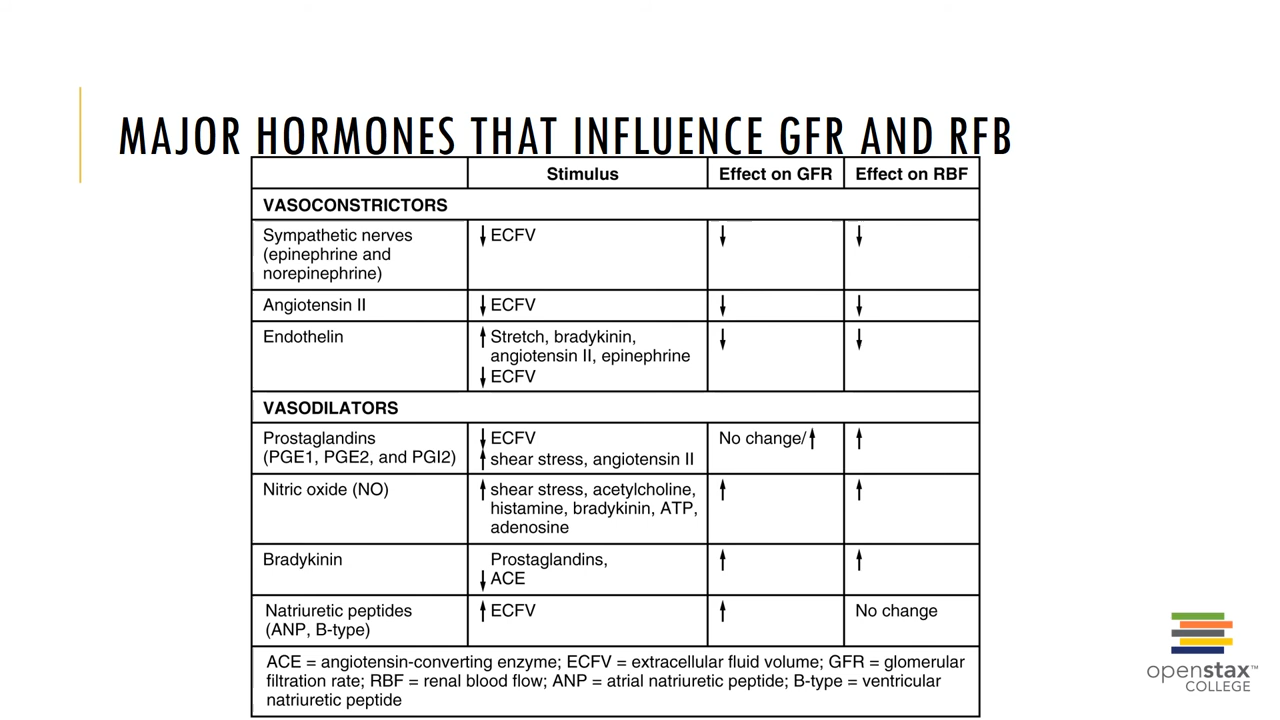 MAJOR HORMONES THAT INFLUENCE GFR AND RFB
Stimulus Effect on GFR Effect on RBF
VASOCONSTRICTORS
Sympathetic nerves
(epinephrine and
norepinephrine)
↓ ECFV ↓ ↓
Angiotensin II ↓ ECFV ↓ ↓
Endothelin
↑ Stretch, bradykinin,
angiotensin II, epinephrine
↓ ECFV
↓ ↓
VASODILATORS
Prostaglandins
(PGE1, PGE2, and PGI2)
↓ ECFV
↑ shear stress, angiotensin II
No change/↑ ↑
Nitric oxide (NO)
↑ shear stress, acetylcholine,
histamine, bradykinin, ATP,
adenosine
↑ ↑
Bradykinin
Prostaglandins,
↓ ACE
↑ ↑
Natriuretic peptides
(ANP, B-type)
↑ ECFV ↑ No change
ACE = angiotensin-converting enzyme; ECFV = extracellular fluid volume; GFR = glomerular
filtration rate; RBF = renal blood flow; ANP = atrial natriuretic peptide; B-type = ventricular
natriuretic peptide
openstax™
COLLEGE